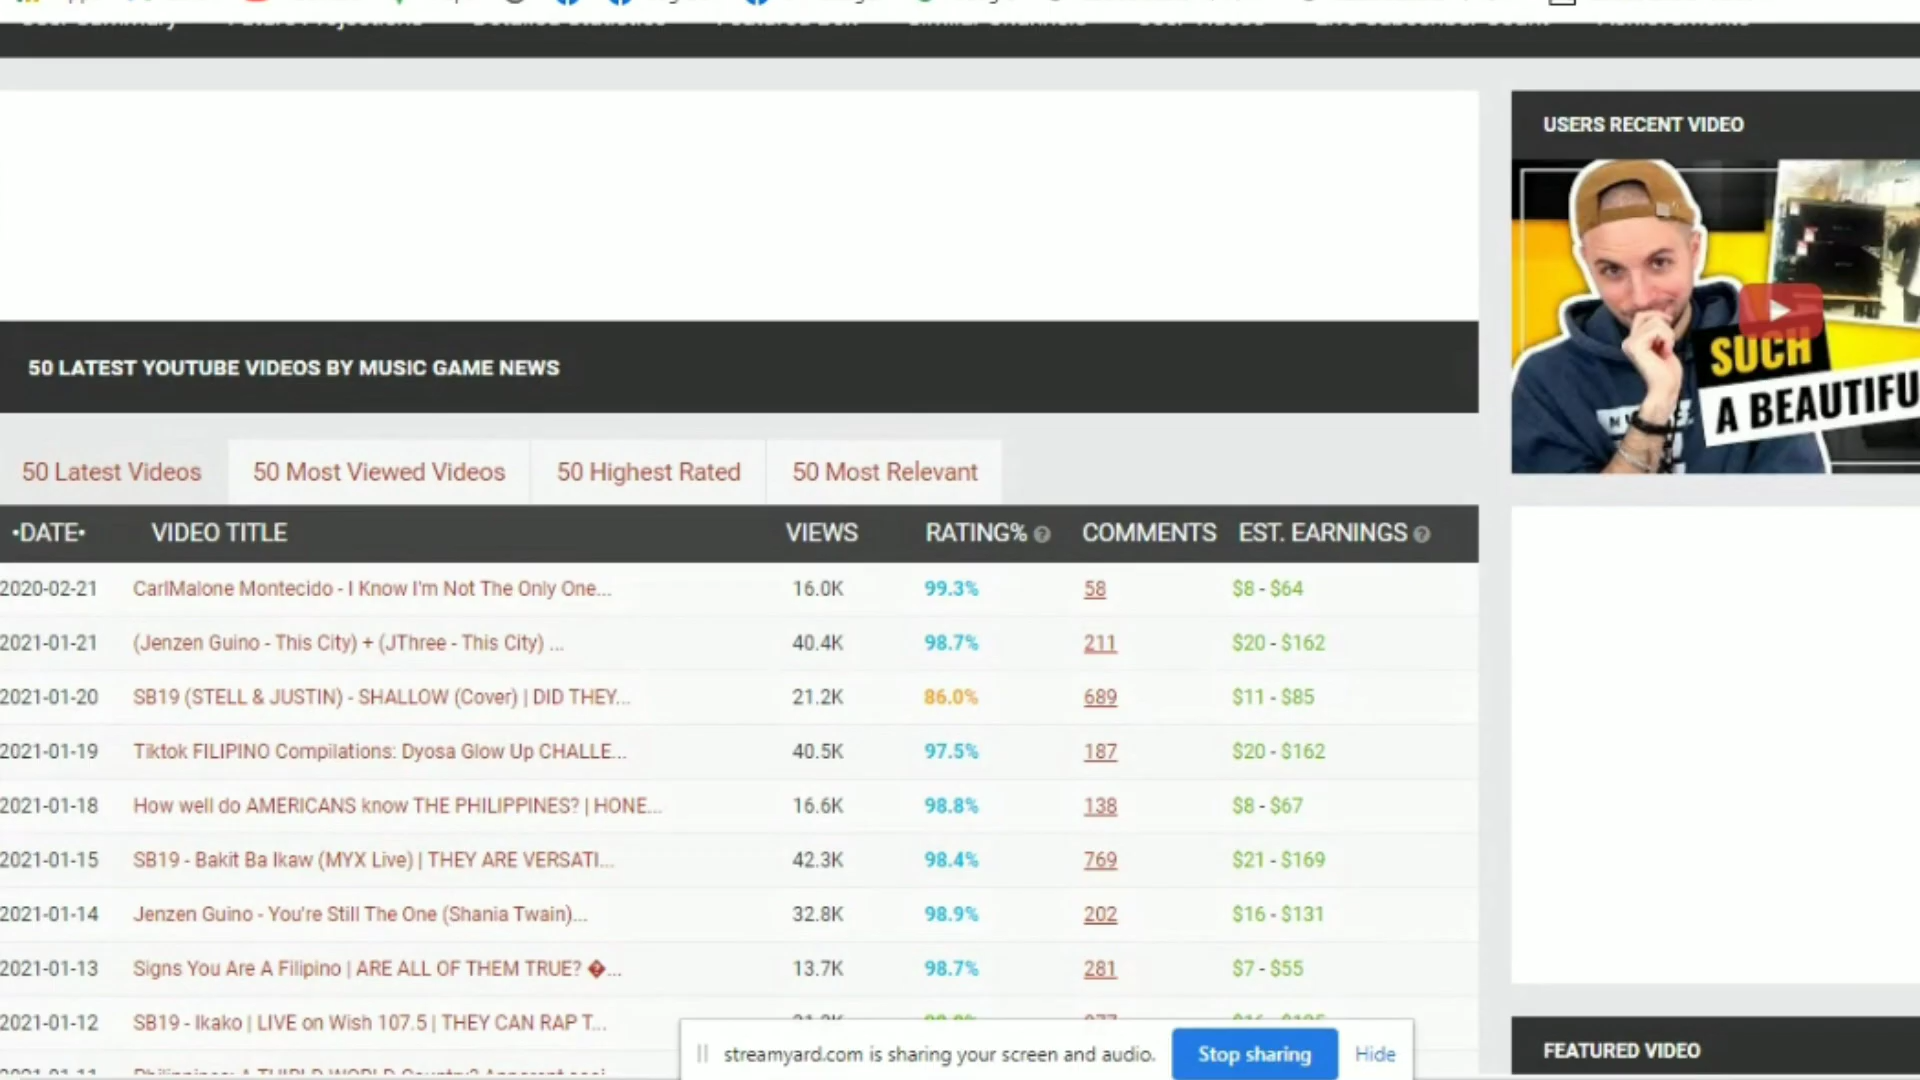 USERS RECENT VIDEO
SUCH
A BEAUTIFU
50 LATEST YOUTUBE VIDEOS BY MUSIC GAME NEWS
50 Latest Videos 50 Most Viewed Videos 50 Highest Rated 50 Most Relevant
•DATE• VIDEO TITLE VIEWS RATING% COMMENTS EST. EARNINGS
2020-02-21 CarlMalone Montecido - I Know I'm Not The Only One... 16.0K 99.3% 58 $8 - $64
2021-01-21 (Jenzen Guino - This City) + (JThree - This City) ... 40.4K 98.7% 211 $20 - $162
2021-01-20 SB19 (STELL & JUSTIN) - SHALLOW (Cover) | DID THEY... 21.2K 86.0% 689 $11 - $85
2021-01-19 Tiktok FILIPINO Compilations: Dyosa Glow Up CHALLE... 40.5K 97.5% 187 $20 - $162
2021-01-18 How well do AMERICANS know THE PHILIPPINES? | HONE... 16.6K 98.8% 138 $8 - $67
2021-01-15 SB19 - Bakit Ba Ikaw (MYX Live) | THEY ARE VERSATI... 42.3K 98.4% 769 $21 - $169
2021-01-14 Jenzen Guino - You're Still The One (Shania Twain)... 32.8K 98.9% 202 $16 - $131
2021-01-13 Signs You Are A Filipino | ARE ALL OF THEM TRUE? �... 13.7K 98.7% 281 $7 - $55
2021-01-12 SB19 - Ikako | LIVE on Wish 107.5 | THEY CAN RAP T...
streamyard.com is sharing your screen and audio. Stop sharing Hide
FEATURED VIDEO